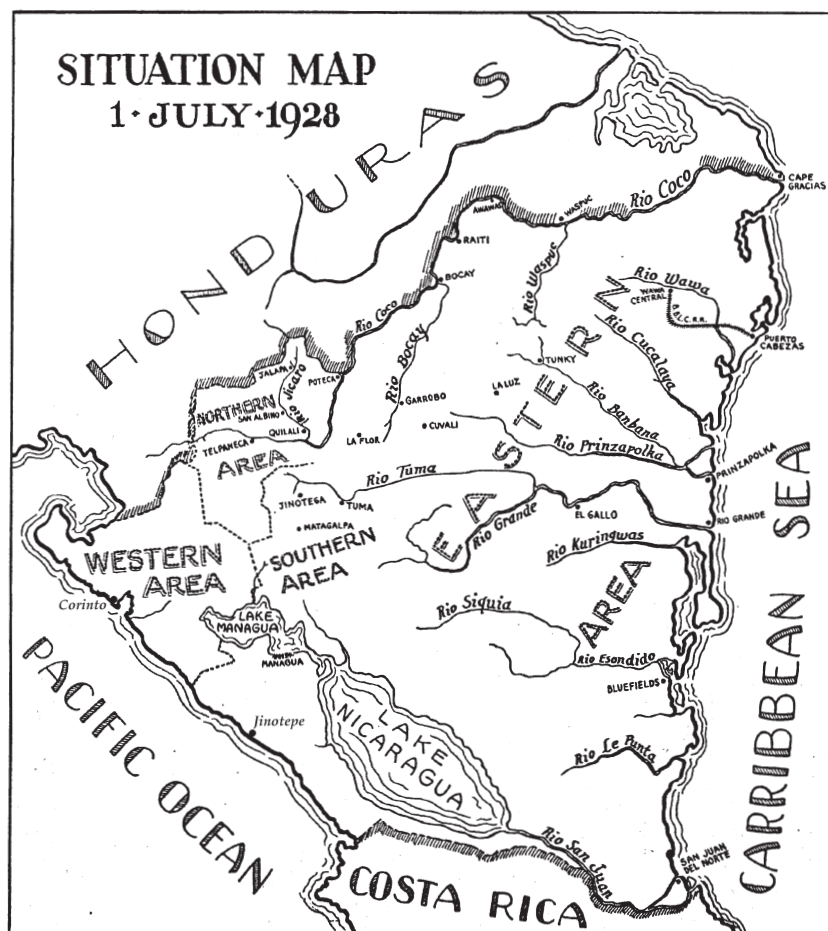 SITUATION MAP
1·JULY·1928
HONDURAS
CAPE
GRACIAS
Rio Coco
WASPUC
AWAWAS
RAITI
BOCAY
Rio Waspuc
Rio Wawa
WAWA
CENTRAL
B.B.L.C.R.R.
PUERTO
CABEZAS
Rio Coco
Rio Bocay
Rio Cucalaya
TUNKY
JALAPA
Rio Jicaro
POTECA
NORTHERN
AREA
SAN ALBINO
QUILALI
TELPANECA
LA FLOR
GARROBO
CUVALI
LA LUZ
Rio Banbana
Rio Prinzapolka
PRINZAPOLKA
EASTERN
AREA
Rio Tuma
JINOTEGA
TUMA
MATAGALPA
Rio Grande
EL GALLO
RIO GRANDE
Rio Kuringwas
WESTERN
AREA
SOUTHERN
AREA
Corinto
LAKE
MANAGUA
MANAGUA
Rio Siquia
Rio Esondido
BLUEFIELDS
Jinotepe
LAKE
NICARAGUA
Rio Le Punta
Rio San Juan
SAN JUAN
DEL NORTE
PACIFIC OCEAN
CARRIBBEAN SEA
COSTA RICA